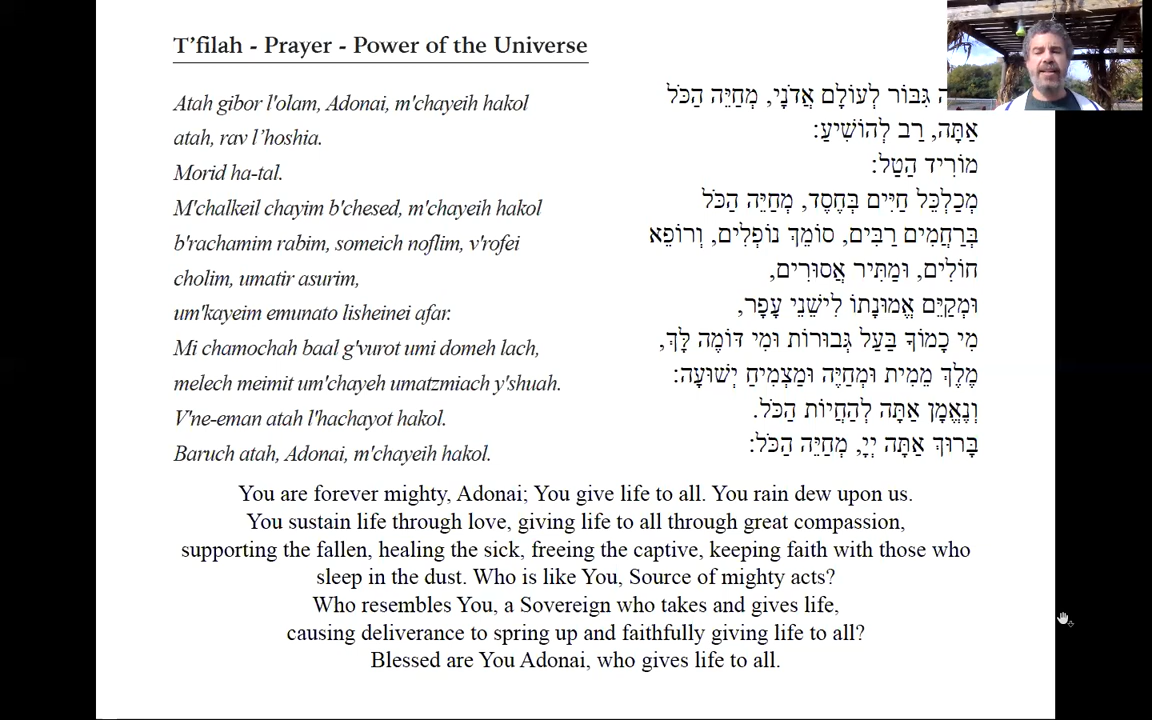 T'filah - Prayer - Power of the Universe
Atah gibor l'olam, Adonai, m'chayeih hakol
atah, rav l'hoshia.
Morid ha-tal.
M'chalkeil chayim b'chesed, m'chayeih hakol
b'rachamim rabim, someich noflim, v'rofei
cholim, umatir asurim,
um'kayeim emunato lisheinei afar.
Mi chamochah baal g'vurot umi domeh lach,
melech meimit um'chayeh umatzmiach y'shuah.
V'ne-eman atah l'hachayot hakol.
Baruch atah, Adonai, m'chayeih hakol.
גִּבּוֹר לְעוֹלָם אֲדֹנָי, מְחַיֵּה הַכֹּל
אַתָּה, רַב לְהוֹשִׁיעַ:
מוֹרִיד הַטַל:
מְכַלְכֵּל חַיִּים בְּחֶסֶד, מְחַיֵּה הַכֹּל
בְּרַחֲמִים רַבִּים, סוֹמֵךְ נוֹפְלִים, וְרוֹפֵא
חוֹלִים, וּמַתִּיר אֲסוּרִים,
וּמְקַיֵּם אֱמוּנָתוֹ לִישֵׁנֵי עָפָר,
מִי כָמוֹךָ בַּעַל גְּבוּרוֹת וּמִי דּוֹמֶה לָּךְ,
מֶלֶךְ מֵמִית וּמְחַיֶּה וּמַצְמִיחַ יְשׁוּעָה:
וְנֶאֱמָן אַתָּה לְהַחֲיוֹת הַכֹּל.
בָּרוּךְ אַתָּה יְיָ, מְחַיֵּה הַכֹּל:
You are forever mighty, Adonai; You give life to all. You rain dew upon us.
You sustain life through love, giving life to all through great compassion,
supporting the fallen, healing the sick, freeing the captive, keeping faith with those who
sleep in the dust. Who is like You, Source of mighty acts?
Who resembles You, a Sovereign who takes and gives life,
causing deliverance to spring up and faithfully giving life to all?
Blessed are You Adonai, who gives life to all.